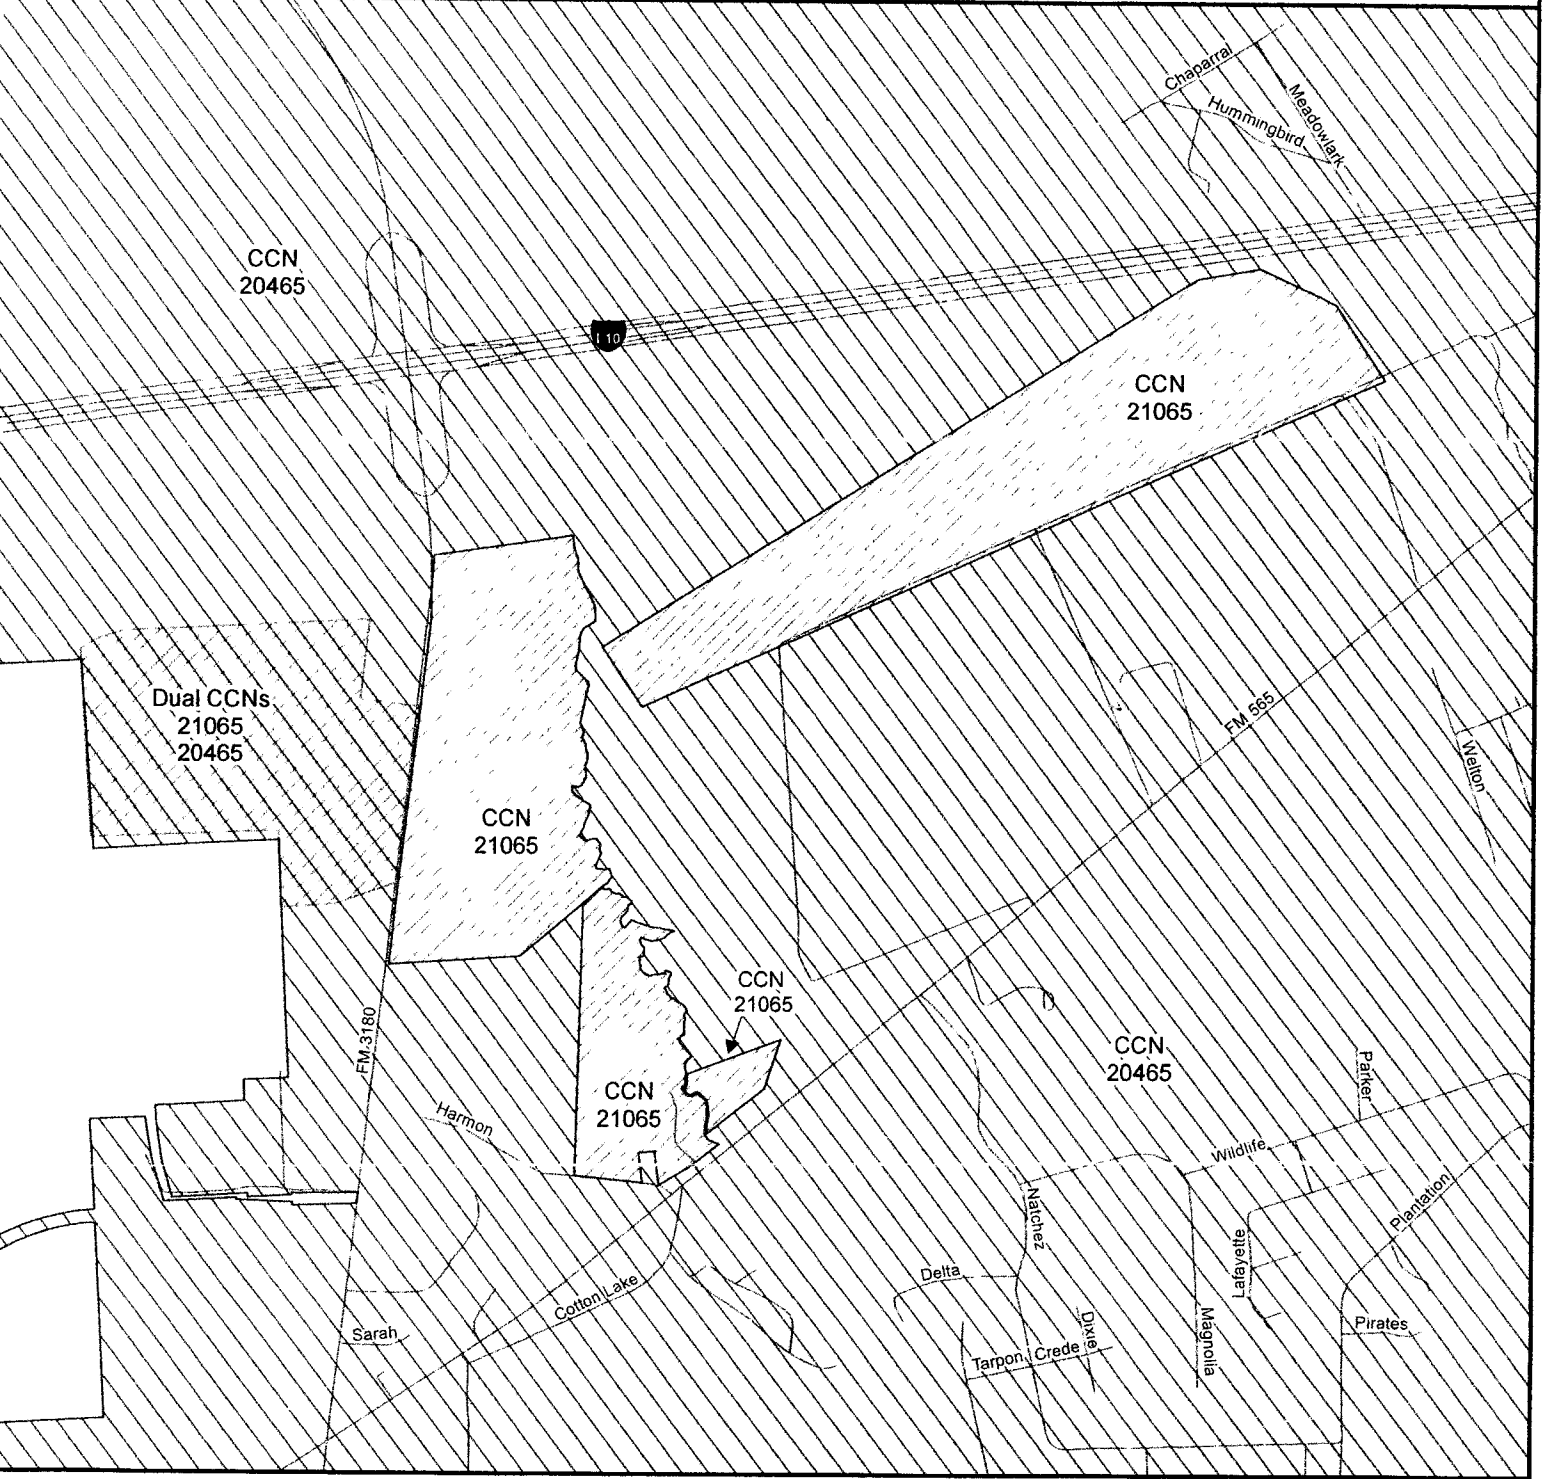 Chaparral
Hummingbird
Meadowlark
CCN
20465
I 10
CCN
21065
Dual CCNs
21065
20465
FM 565
Welton
CCN
21065
CCN
21065
FM 3180
CCN
20465
Parker
CCN
21065
Harmon
Wildlife
Natchez
Plantation
Lafayette
Delta
Cotton Lake
Dixie
Magnolia
Pirates
Sarah
Tarpon
Crede